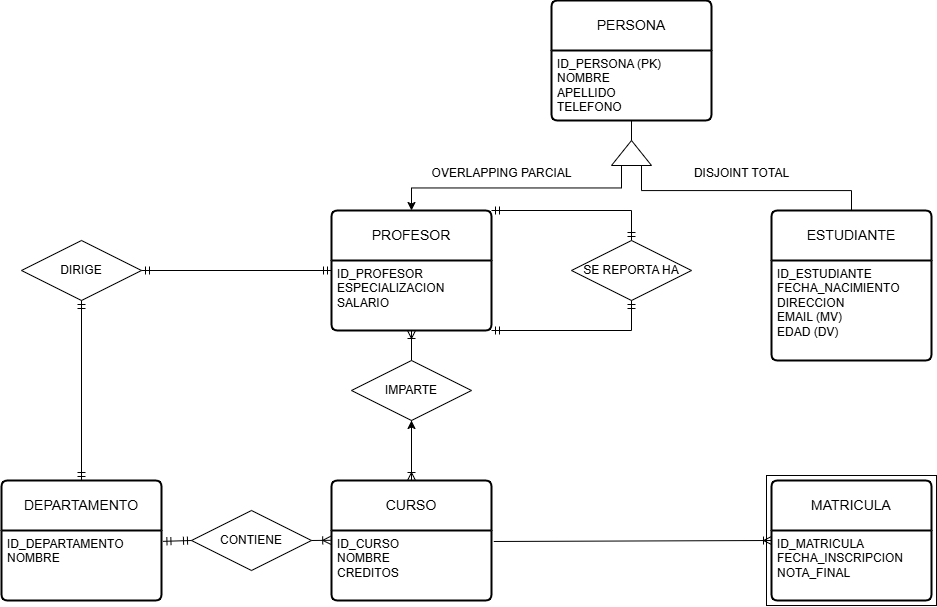 PERSONA
ID_PERSONA (PK)
NOMBRE
APELLIDO
TELEFONO
OVERLAPPING PARCIAL
DISJOINT TOTAL
PROFESOR
ID_PROFESOR
ESPECIALIZACION
SALARIO
DIRIGE
SE REPORTA HA
ESTUDIANTE
ID_ESTUDIANTE
FECHA_NACIMIENTO
DIRECCION
EMAIL (MV)
EDAD (DV)
IMPARTE
DEPARTAMENTO
ID_DEPARTAMENTO
NOMBRE
CONTIENE
CURSO
ID_CURSO
NOMBRE
CREDITOS
MATRICULA
ID_MATRICULA
FECHA_INSCRIPCION
NOTA_FINAL